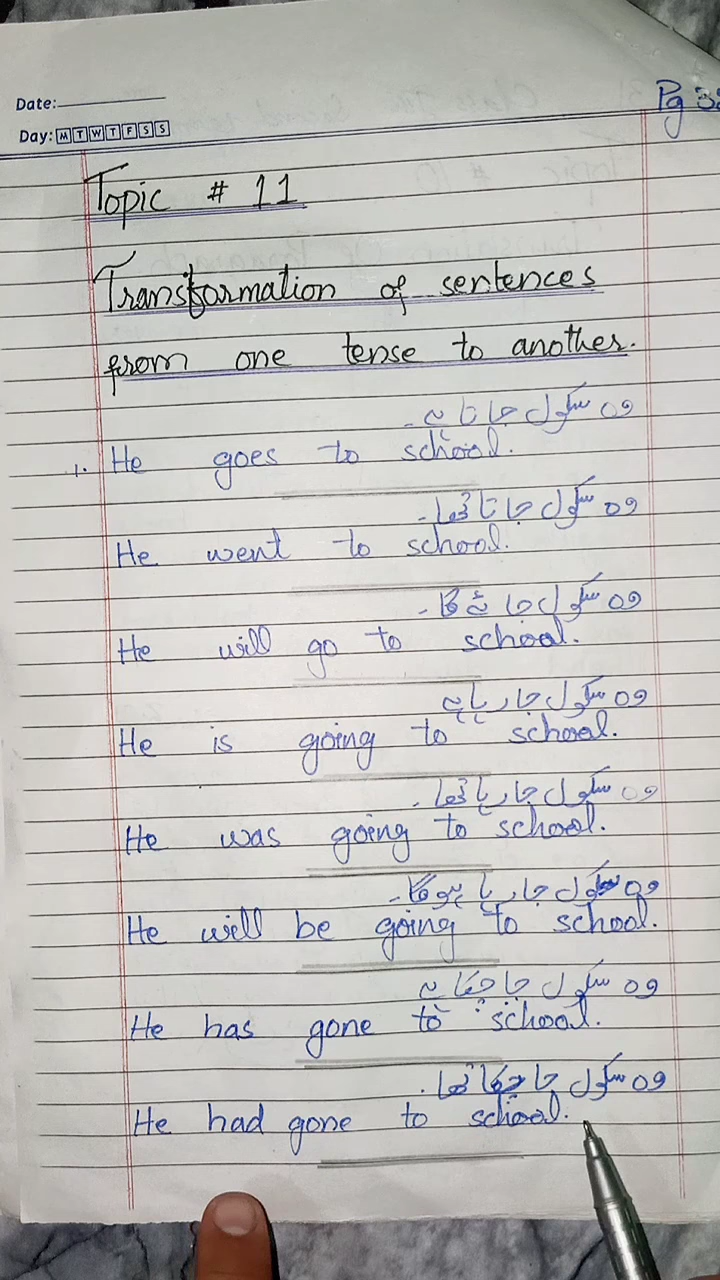 Date:
Pg 38
Day: M T W T F S S
Topic # 11
Transformation of sentences
from one tense to another.
وہ سکول جاتا ہے۔
1. He goes to school.
وہ سکول جاتا تھا۔
He went to school.
وہ سکول جائے گا۔
He will go to school.
وہ سکول جا رہا ہے
He is going to school.
وہ سکول جا رہا تھا۔
He was going to school.
وہ سکول جا رہا ہوگا۔
He will be going to school.
وہ سکول جا چکا ہے
He has gone to school.
وہ سکول جا چکا تھا۔
He had gone to school.